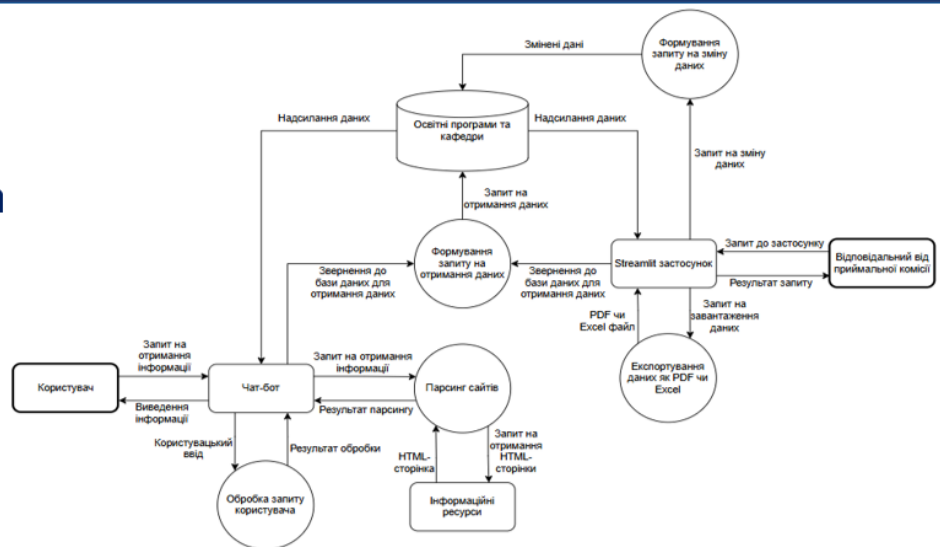 Змінені дані
Формування
запиту на зміну
даних
Надсилання даних
Освітні програми та
кафедри
Надсилання даних
Запит на зміну
даних
Запит на
отримання даних
Формування
запиту на
отримання даних
Звернення до
бази даних для
отримання даних
Звернення до
бази даних для
отримання даних
Streamlit застосунок
Запит до застосунку
Результат запиту
Відповідальний від
приймальної комісії
PDF чи
Excel файл
Запит на
завантаження
даних
Експортування
даних як PDF чи
Excel
Користувач
Запит на
отримання
інформації
Виведення
інформації
Чат-бот
Запит на отримання
інформації
Результат парсингу
Парсинг сайтів
Користувацький
ввід
Результат обробки
Обробка запиту
користувача
HTML-
сторінка
Запит на
отримання
HTML-
сторінки
Інформаційні
ресурси